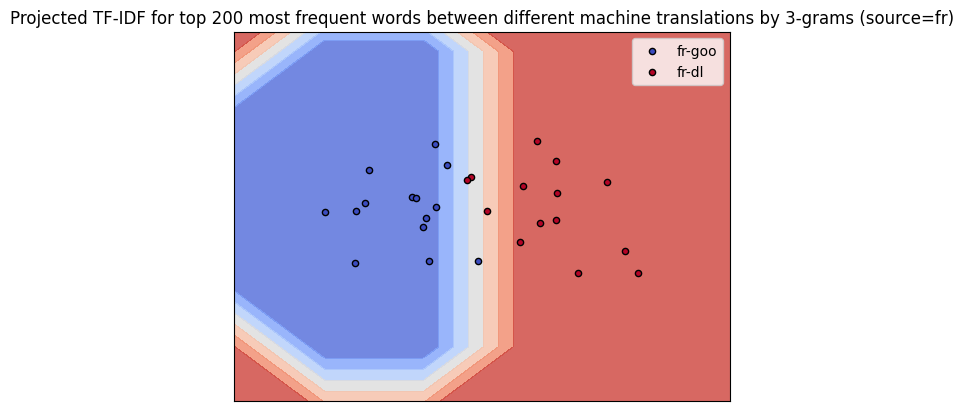 Projected TF-IDF for top 200 most frequent words between different machine translations by 3-grams (source=fr)
fr-goo
fr-dl